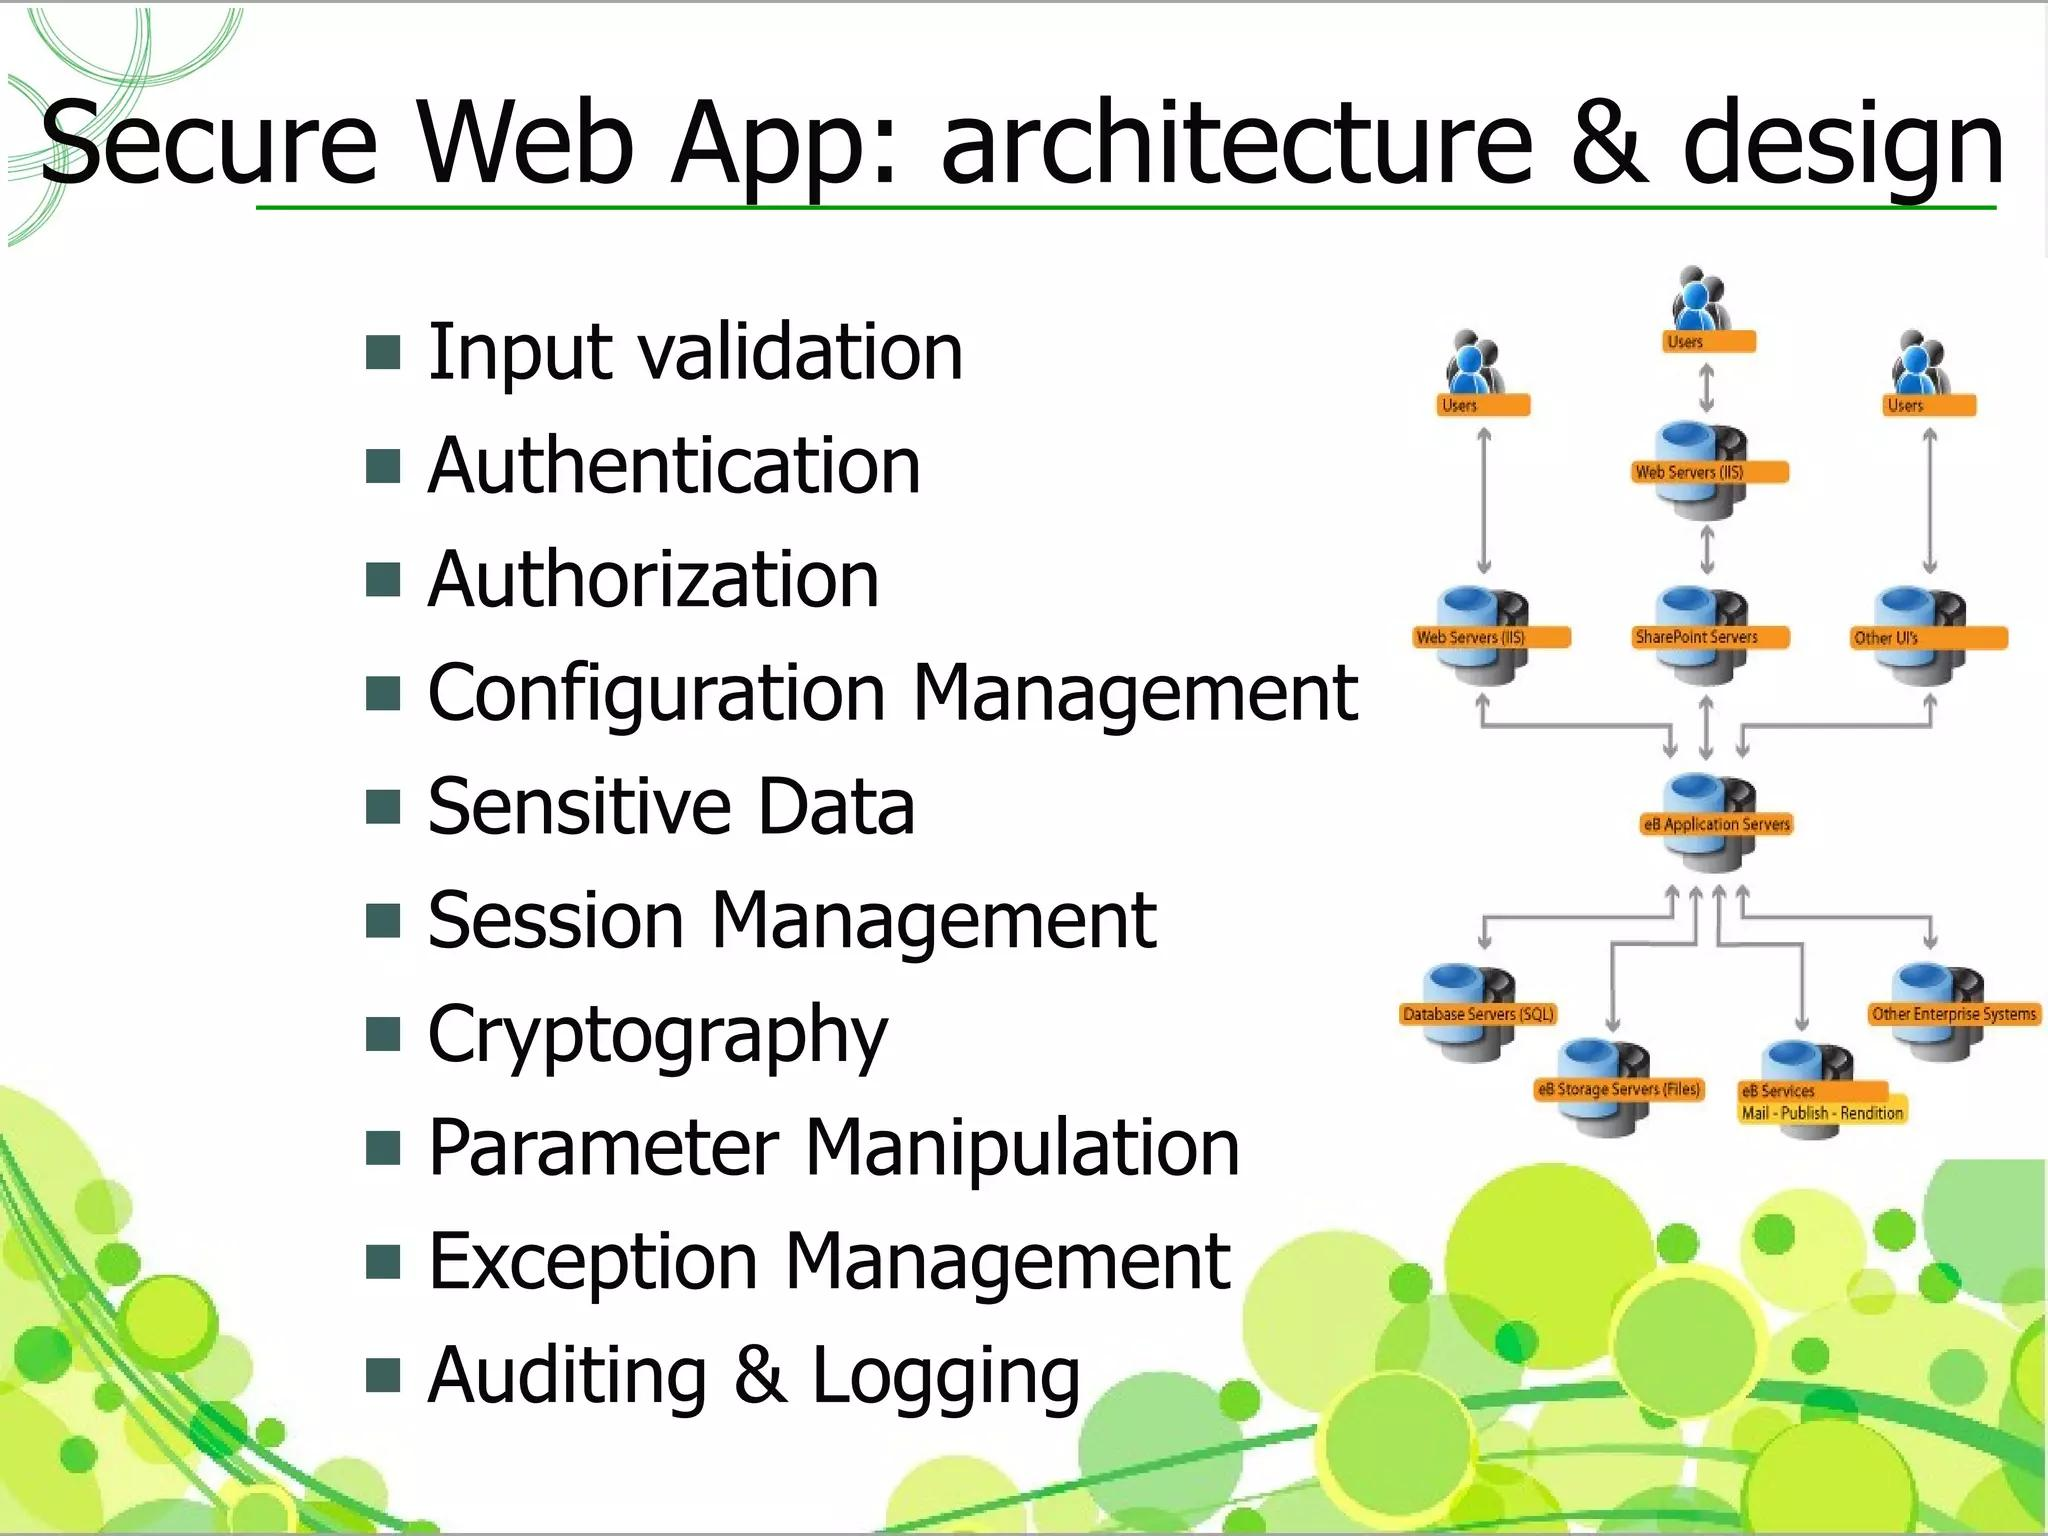 Secure Web App: architecture & design
Input validation
Authentication
Authorization
Configuration Management
Sensitive Data
Session Management
Cryptography
Parameter Manipulation
Exception Management
Auditing & Logging
Users
Users
Users
Web Servers (IIS)
Web Servers (IIS)
SharePoint Servers
Other UI's
eB Application Servers
Database Servers (SQL)
Other Enterprise Systems
eB Storage Servers (Files)
eB Services
Mail - Publish - Rendition